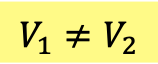 V₁ ≠ V₂